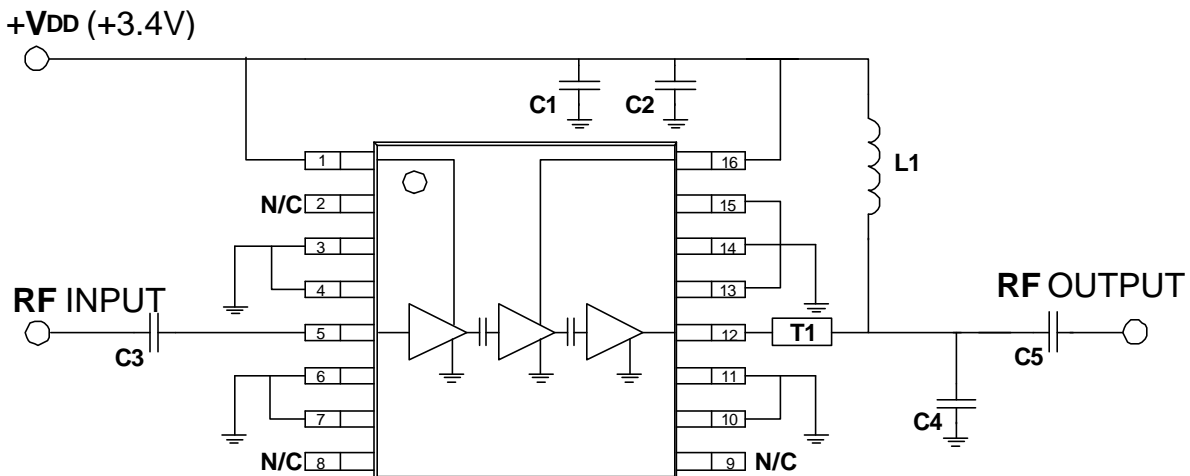 +VDD (+3.4V)
C1
C2
L1
1
16
N/C
2
15
3
14
4
13
RF INPUT
RF OUTPUT
C3
5
12
T1
C5
6
11
C4
7
10
N/C
8
9
N/C